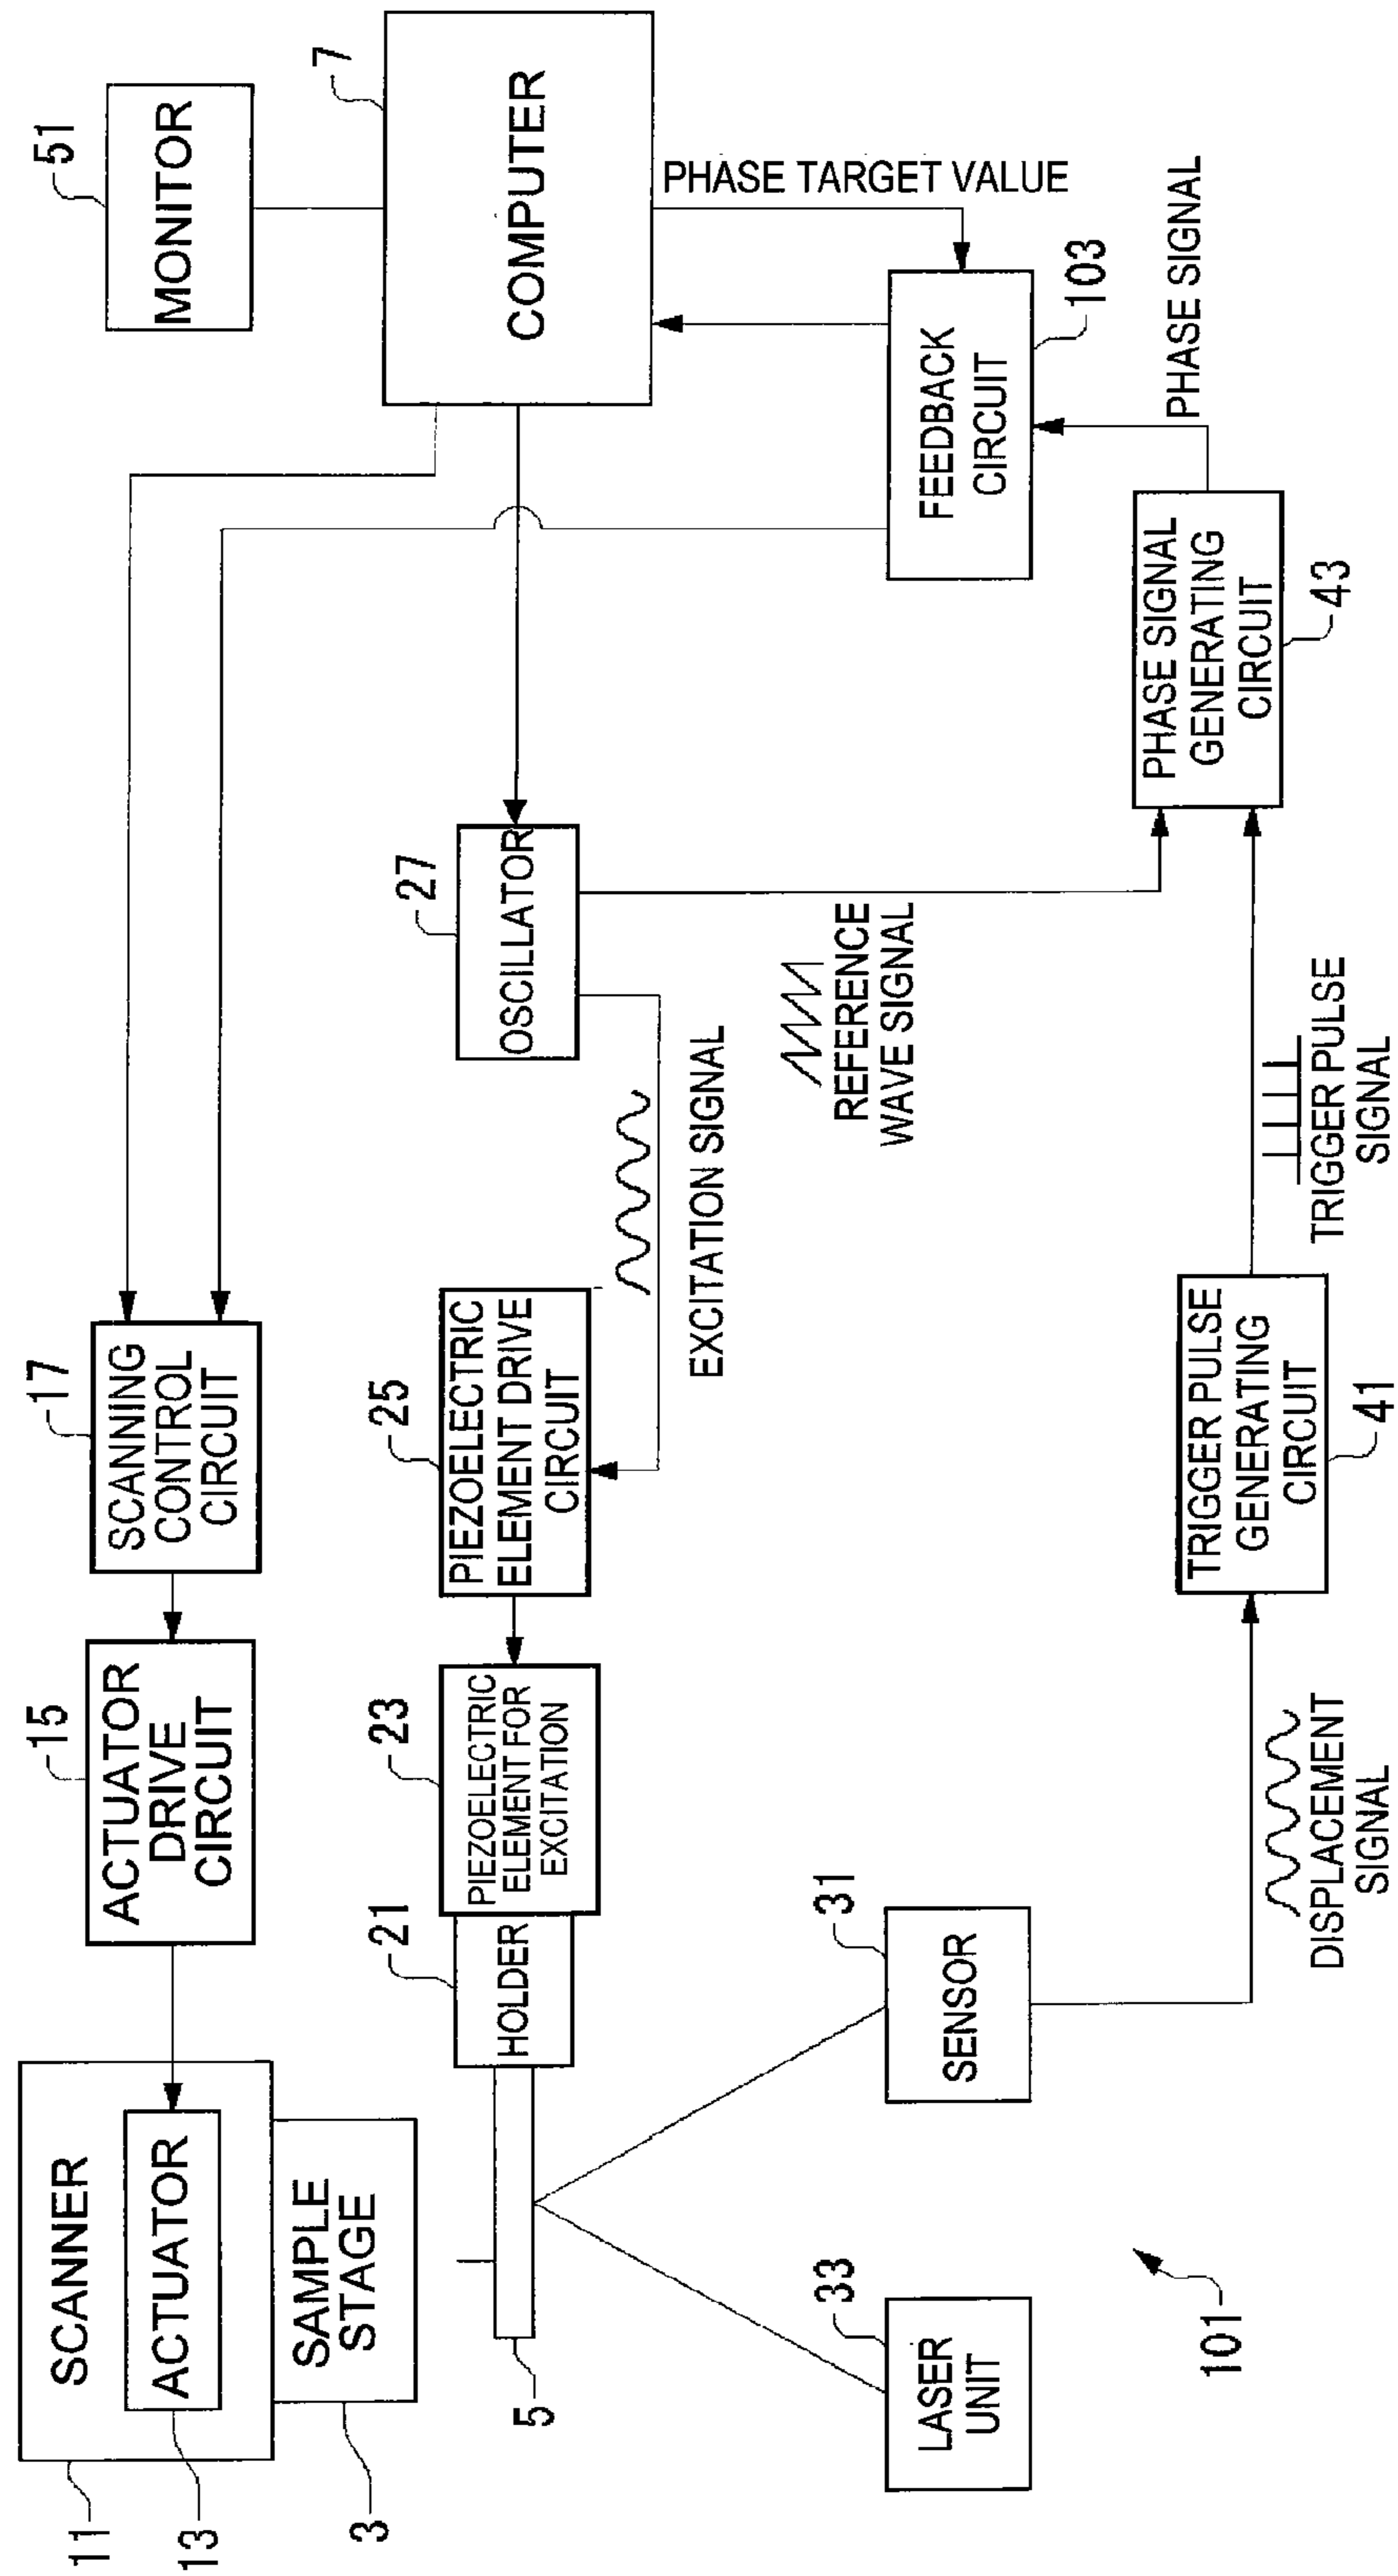 11
SCANNER
13
ACTUATOR
3
SAMPLE
STAGE
15
ACTUATOR
DRIVE
CIRCUIT
17
SCANNING
CONTROL
CIRCUIT
51
MONITOR
7
COMPUTER
5
21
HOLDER
23
PIEZOELECTRIC
ELEMENT FOR
EXCITATION
25
PIEZOELECTRIC
ELEMENT DRIVE
CIRCUIT
27
OSCILLATOR
EXCITATION SIGNAL
REFERENCE
WAVE SIGNAL
PHASE TARGET VALUE
FEEDBACK
CIRCUIT
103
PHASE SIGNAL
33
LASER
UNIT
31
SENSOR
101
DISPLACEMENT
SIGNAL
TRIGGER PULSE
GENERATING
CIRCUIT
41
TRIGGER PULSE
SIGNAL
PHASE SIGNAL
GENERATING
CIRCUIT
43